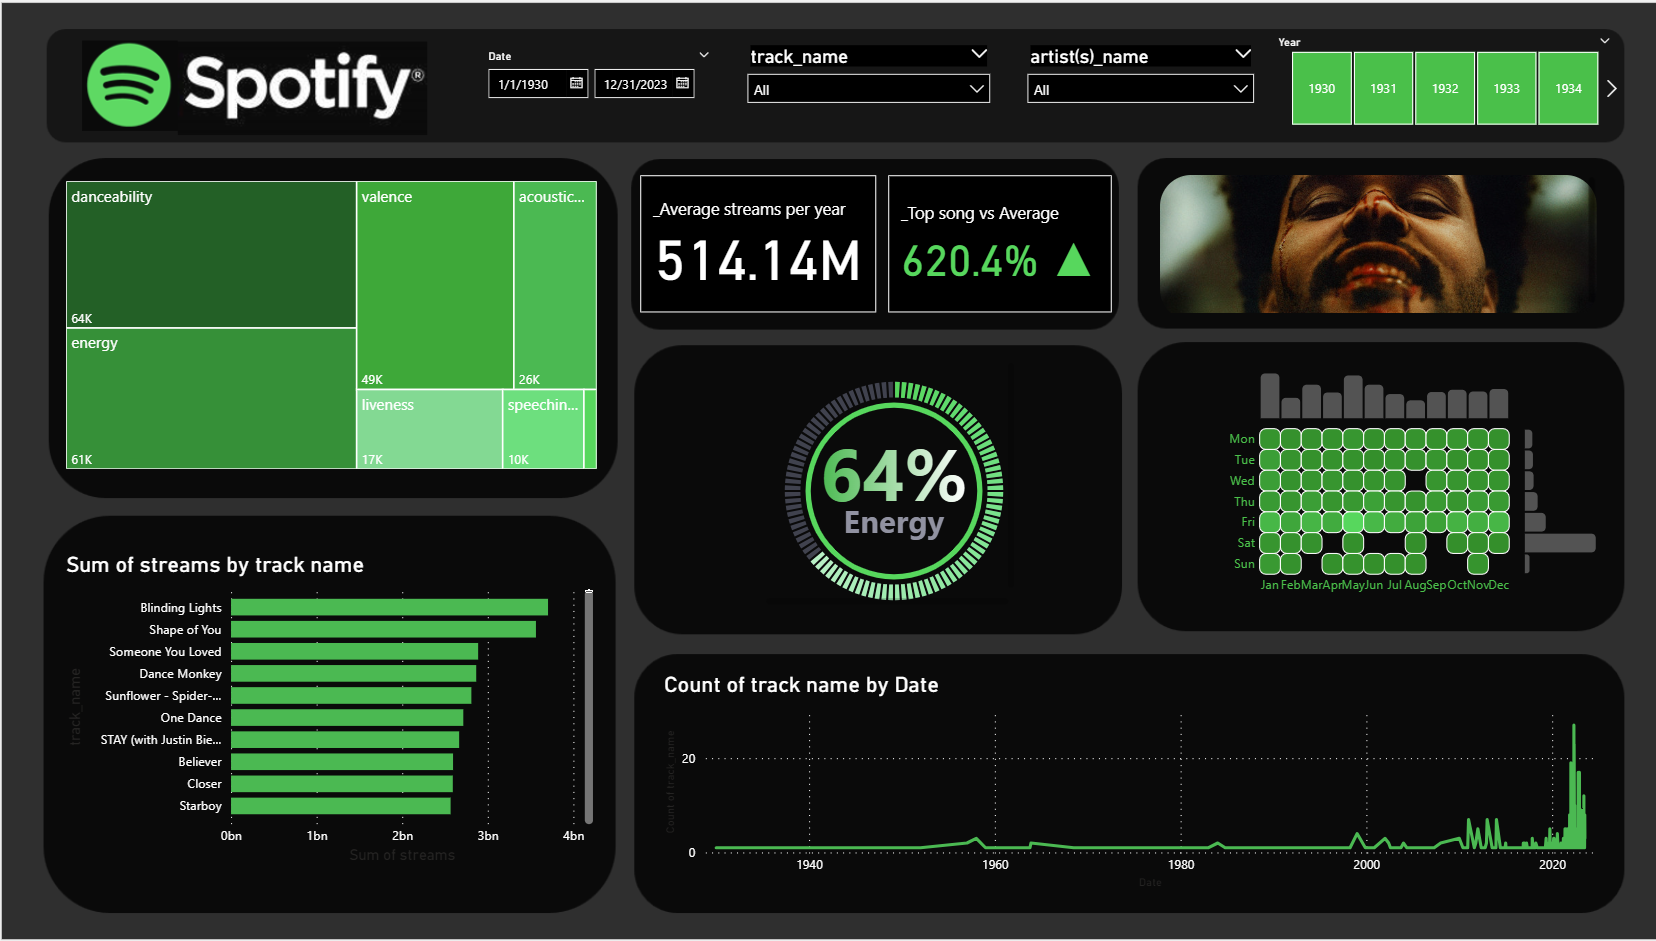 Spotify®
Date
1/1/1930
12/31/2023
track_name
All
artist(s)_name
All
Year
1930 1931 1932 1933 1934
danceability
64K
energy
61K
valence
49K
acoustic...
26K
liveness
17K
speechin...
10K
_Average streams per year
514.14M
_Top song vs Average
620.4%
64%
Energy
Mon
Tue
Wed
Thu
Fri
Sat
Sun
Jan Feb Mar Apr May Jun Jul Aug Sep Oct Nov Dec
Sum of streams by track name
track_name
Blinding Lights
Shape of You
Someone You Loved
Dance Monkey
Sunflower - Spider-...
One Dance
STAY (with Justin Bie...
Believer
Closer
Starboy
0bn 1bn 2bn 3bn 4bn
Sum of streams
Count of track name by Date
Count of track_name
20
0
1940 1960 1980 2000 2020
Date